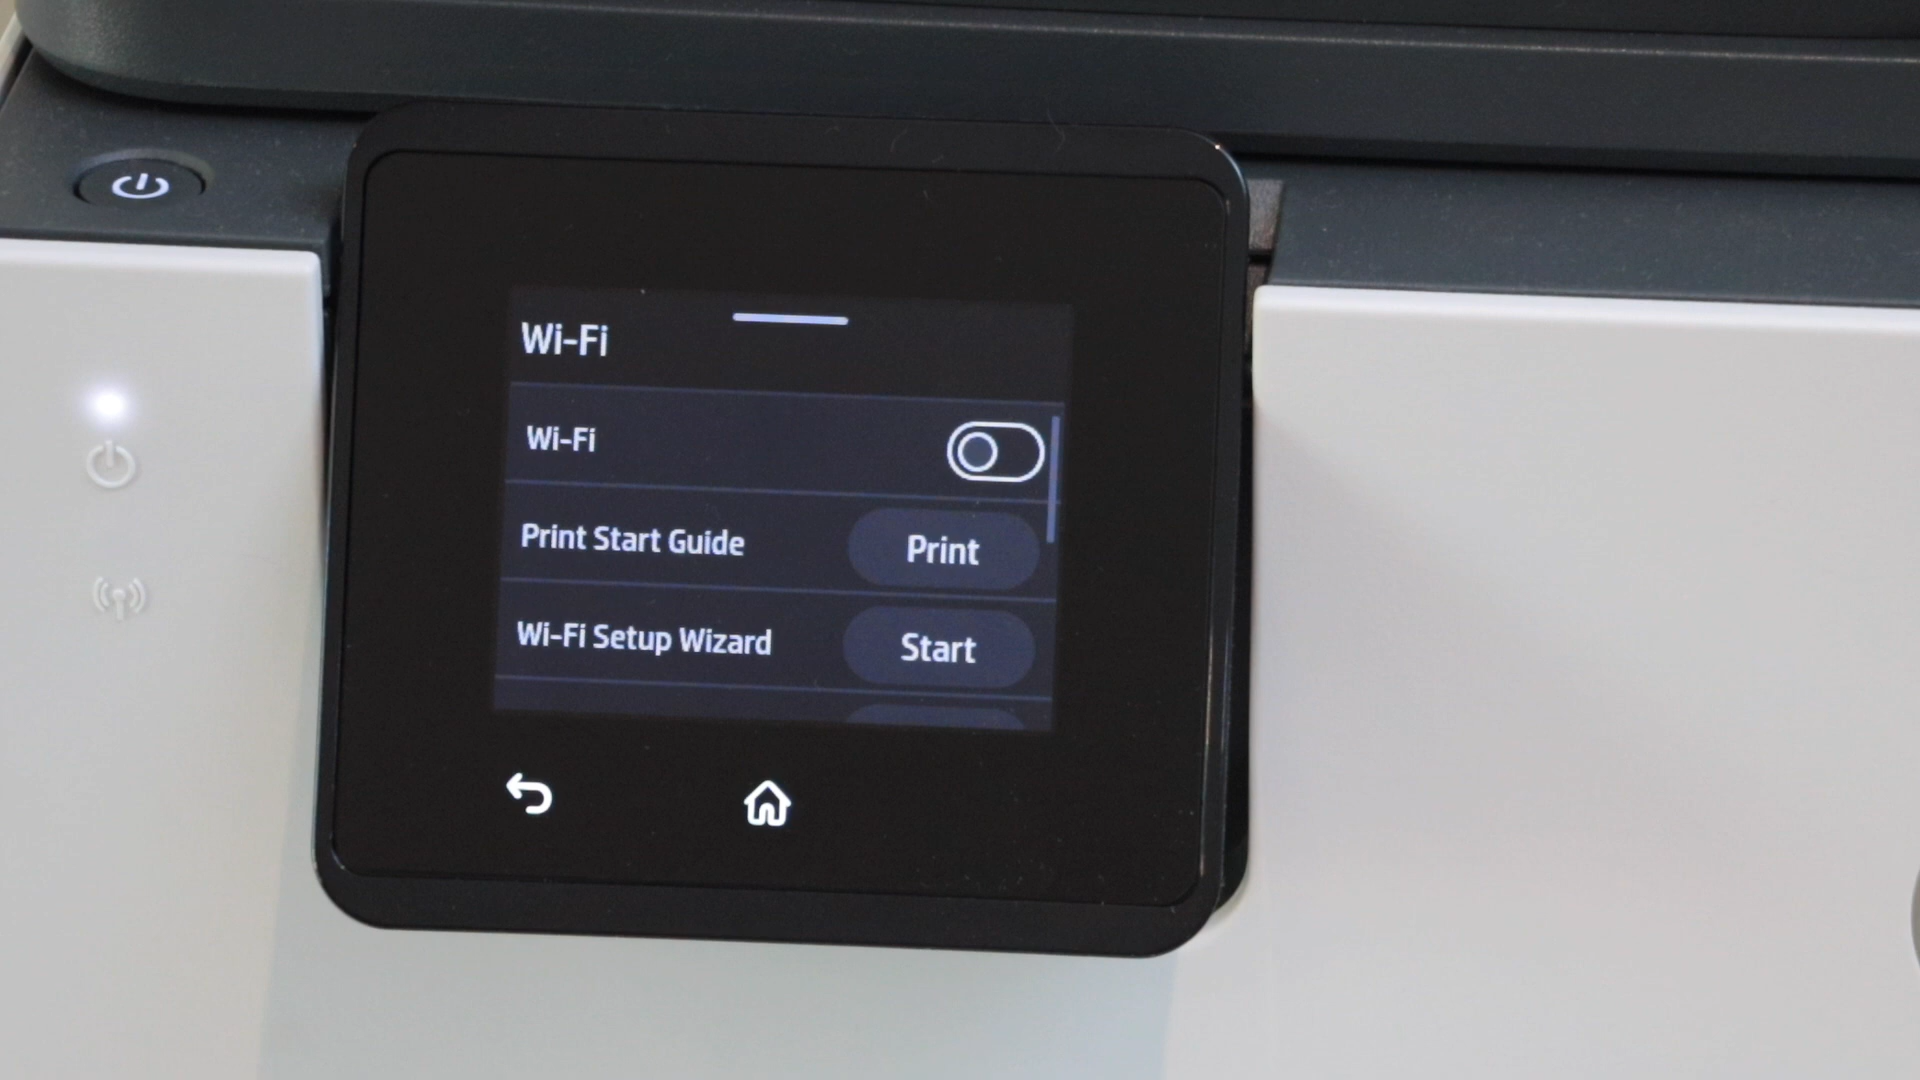 Wi-Fi
Wi-Fi
Print Start Guide
Print
Wi-Fi Setup Wizard
Start